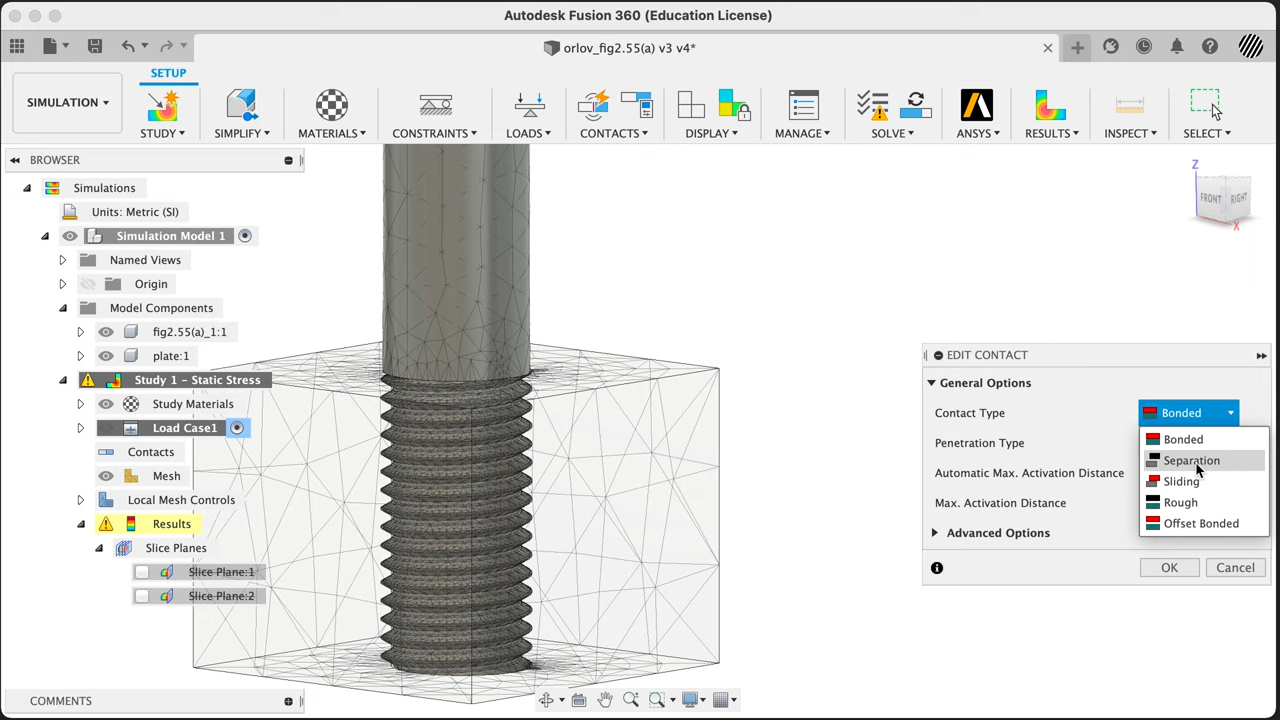 Autodesk Fusion 360 (Education License)
orlov_fig2.55(a) v3 v4*
SETUP
SIMULATION
STUDY
SIMPLIFY
MATERIALS
CONSTRAINTS
LOADS
CONTACTS
DISPLAY
MANAGE
SOLVE
ANSYS
RESULTS
INSPECT
SELECT
BROWSER
Simulations
Units: Metric (SI)
Simulation Model 1
Named Views
Origin
Model Components
fig2.55(a)_1:1
plate:1
Study 1 - Static Stress
Study Materials
Load Case1
Contacts
Mesh
Local Mesh Controls
Results
Slice Planes
Slice Plane:1
Slice Plane:2
Z
FRONT
RIGHT
X
EDIT CONTACT
General Options
Contact Type
Bonded
Penetration Type
Automatic Max. Activation Distance
Max. Activation Distance
Advanced Options
Bonded
Separation
Sliding
Rough
Offset Bonded
OK
Cancel
COMMENTS